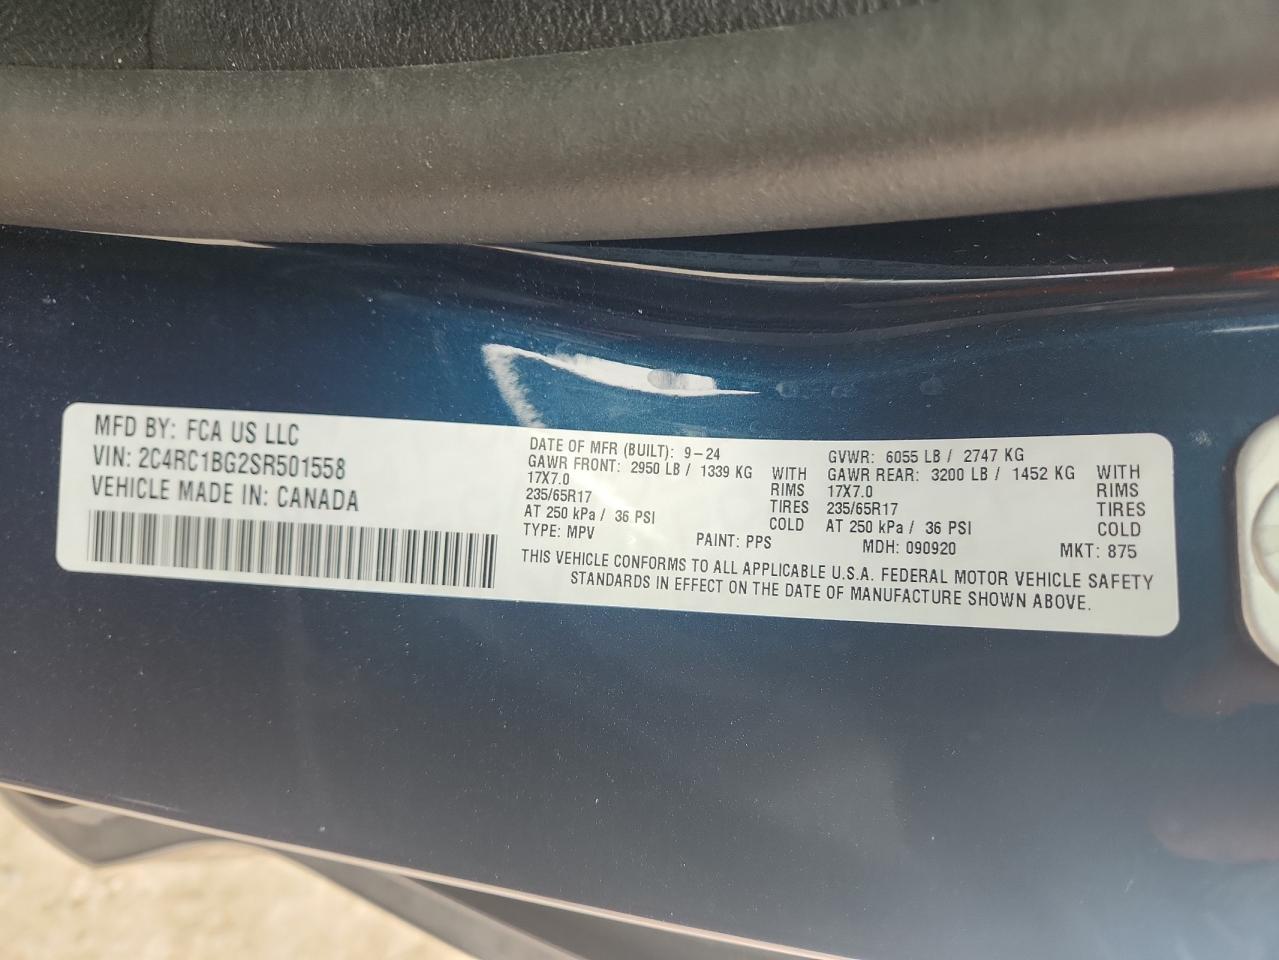 MFD BY: FCA US LLC
VIN: 2C4RC1BG2SR501558
VEHICLE MADE IN: CANADA
DATE OF MFR (BUILT): 9-24
GAWR FRONT: 2950 LB / 1339 KG WITH
17X7.0 RIMS
235/65R17 TIRES
AT 250 kPa / 36 PSI COLD
TYPE: MPV PAINT: PPS
GVWR: 6055 LB / 2747 KG
GAWR REAR: 3200 LB / 1452 KG WITH
17X7.0 RIMS
235/65R17 TIRES
AT 250 kPa / 36 PSI COLD
MDH: 090920 MKT: 875
THIS VEHICLE CONFORMS TO ALL APPLICABLE U.S.A. FEDERAL MOTOR VEHICLE SAFETY
STANDARDS IN EFFECT ON THE DATE OF MANUFACTURE SHOWN ABOVE.